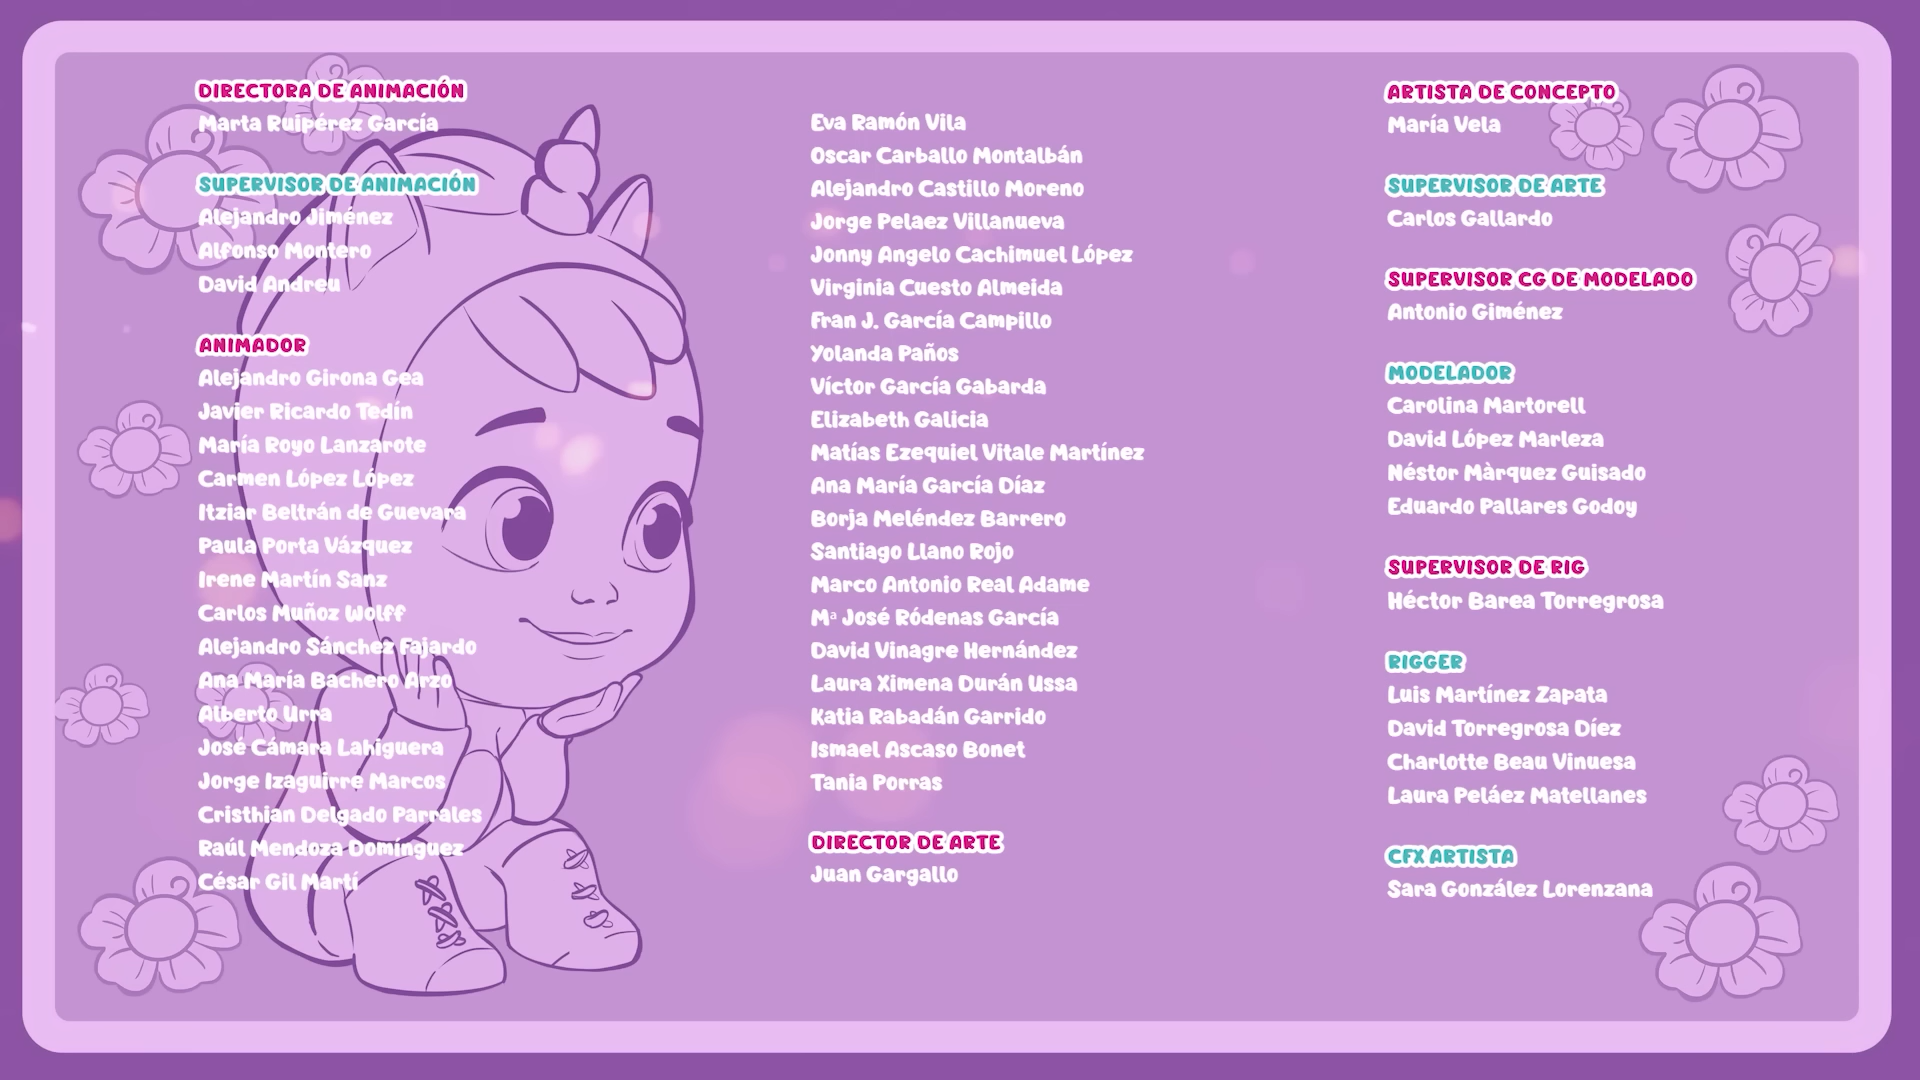 DIRECTORA DE ANIMACIÓN
Marta Ruipérez García
SUPERVISOR DE ANIMACIÓN
Alejandro Jiménez
Alfonso Montero
David Andreu
ANIMADOR
Alejandro Girona Gea
Javier Ricardo Tedín
María Royo Lanzarote
Carmen López López
Itziar Beltrán de Guevara
Paula Porta Vázquez
Irene Martín Sanz
Carlos Muñoz Wolff
Alejandro Sánchez Fajardo
Ana María Bachero Arzo
Alberto Urra
José Cámara Lahiguera
Jorge Izaguirre Marcos
Cristhian Delgado Parrales
Raúl Mendoza Domínguez
César Gil Martí
Eva Ramón Vila
Oscar Carballo Montalbán
Alejandro Castillo Moreno
Jorge Pelaez Villanueva
Jonny Angelo Cachimuel López
Virginia Cuesto Almeida
Fran J. García Campillo
Yolanda Paños
Víctor García Gabarda
Elizabeth Galicia
Matías Ezequiel Vitale Martínez
Ana María García Díaz
Borja Meléndez Barrero
Santiago Llano Rojo
Marco Antonio Real Adame
Mª José Ródenas García
David Vinagre Hernández
Laura Ximena Durán Ussa
Katia Rabadán Garrido
Ismael Ascaso Bonet
Tania Porras
DIRECTOR DE ARTE
Juan Gargallo
ARTISTA DE CONCEPTO
María Vela
SUPERVISOR DE ARTE
Carlos Gallardo
SUPERVISOR CG DE MODELADO
Antonio Giménez
MODELADOR
Carolina Martorell
David López Marleza
Néstor Màrquez Guisado
Eduardo Pallares Godoy
SUPERVISOR DE RIG
Héctor Barea Torregrosa
RIGGER
Luis Martínez Zapata
David Torregrosa Díez
Charlotte Beau Vinuesa
Laura Peláez Matellanes
CFX ARTISTA
Sara González Lorenzana